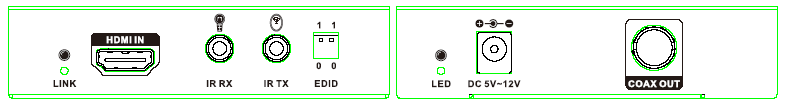 HDMI IN
1 1
0 0
LINK
IR RX
IR TX
EDID
LED
DC 5V~12V
COAX OUT